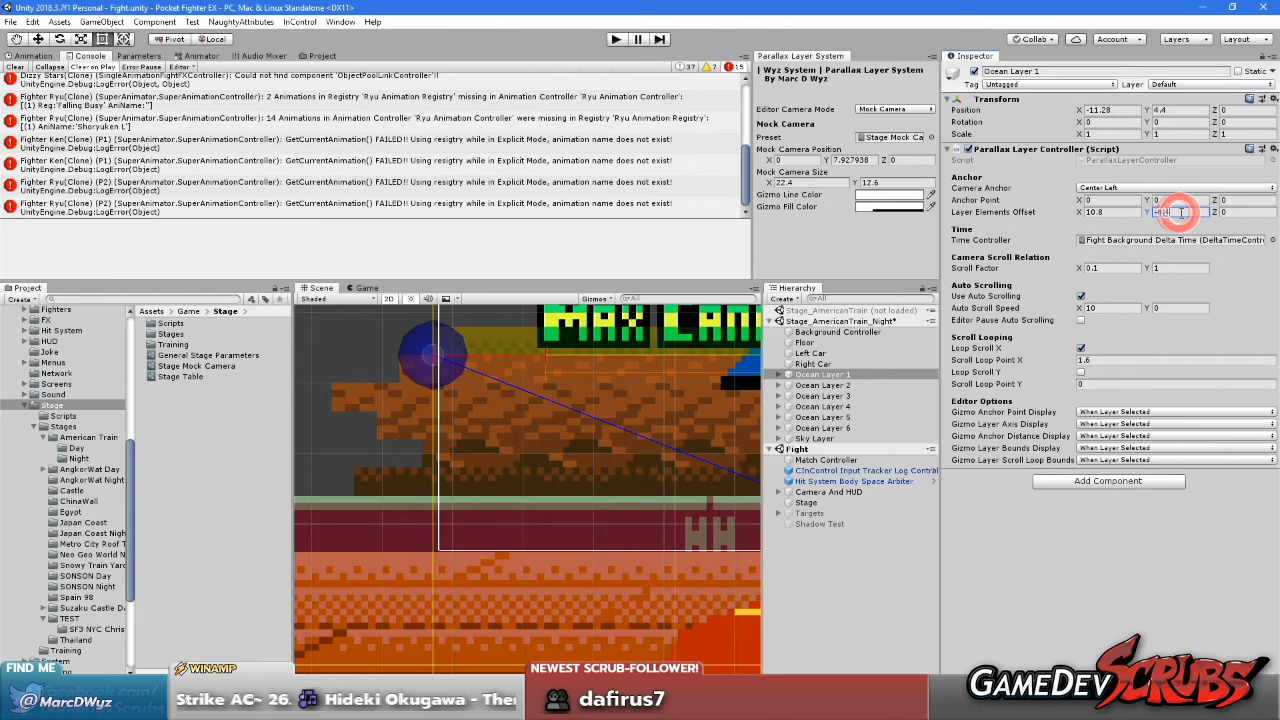 Unity 2018.3.7f1 Personal - Fight.unity - Pocket Fighter EX - PC, Mac & Linux Standalone <DX11>
File Edit Assets GameObject Component Test NaughtyAttributes InControl Window Help
Pivot Local Collab Account Layers Layout
Animation Console Parameters Animator Audio Mixer Project
Clear Collapse Clear on Play Error Pause Editor 37 7 15
Dizzy Stars(Clone) (SingleAnimationFightFXController): Could not find component 'ObjectPoolLinkController'!!
UnityEngine.Debug:LogError(Object, Object)
Fighter Ryu(Clone) (SuperAnimator.SuperAnimationController): 2 Animations in Registry 'Ryu Animation Registry' missing in Animation Controller 'Ryu Animation Controller':
[(1) Reg:'Falling Busy' AniName:'']
Fighter Ryu(Clone) (SuperAnimator.SuperAnimationController): 14 Animations in Animation Controller 'Ryu Animation Controller' were missing in Registry 'Ryu Animation Registry':
[(1) AniName:'Shoryuken L']
Fighter Ken(Clone) (P1) (SuperAnimator.SuperAnimationController): GetCurrentAnimation() FAILED!! Using resigtry while in Explicit Mode, animation name does not exist!
UnityEngine.Debug:LogError(Object)
Fighter Ryu(Clone) (P1) (SuperAnimator.SuperAnimationController): GetCurrentAnimation() FAILED!! Using resigtry while in Explicit Mode, animation name does not exist!
UnityEngine.Debug:LogError(Object)
Fighter Ken(Clone) (P2) (SuperAnimator.SuperAnimationController): GetCurrentAnimation() FAILED!! Using resigtry while in Explicit Mode, animation name does not exist!
UnityEngine.Debug:LogError(Object)
Fighter Ryu(Clone) (P2) (SuperAnimator.SuperAnimationController): GetCurrentAnimation() FAILED!! Using resigtry while in Explicit Mode, animation name does not exist!
UnityEngine.Debug:LogError(Object)
Parallax Layer System
| Wyz System | Parallax Layer System
| By Marc D Wyz
Editor Camera Mode Mock Camera
Mock Camera
Preset Stage Mock Ca
Mock Camera Position
X 0 Y 7.927938 Z 0
Mock Camera Size
X 22.4 Y 12.6
Gizmo Line Color
Gizmo Fill Color
Inspector
Ocean Layer 1 Static
Tag Untagged Layer Default
Transform
Position X -11.28 Y 4.4 Z 0
Rotation X 0 Y 0 Z 0
Scale X 1 Y 1 Z 1
Parallax Layer Controller (Script)
Script ParallaxLayerController
Anchor
Camera Anchor Center Left
Anchor Point X 0 Y 0 Z 0
Layer Elements Offset X 10.8 Y Z 0
Time
Time Controller Fight Background Delta Time (DeltaTimeContro
Camera Scroll Relation
Scroll Factor X 0.1 Y 1
Auto Scrolling
Use Auto Scrolling
Auto Scroll Speed X 10 Y 0
Editor Pause Auto Scrolling
Scroll Looping
Loop Scroll X
Scroll Loop Point X 1.6
Loop Scroll Y
Scroll Loop Point Y 0
Editor Options
Gizmo Anchor Point Display When Layer Selected
Gizmo Layer Axis Display When Layer Selected
Gizmo Anchor Distance Display When Layer Selected
Gizmo Layer Bounds Display When Layer Selected
Gizmo Layer Scroll Loop Bounds When Layer Selected
Add Component
Project
Create
Fighters
FX
Hit System
HUD
Joke
Menus
Network
Screens
Sound
Stage
Scripts
Stages
American Train
Day
Night
AngkorWat Day
AngkorWat Night
Castle
ChinaWall
Egypt
Japan Coast
Japan Coast Night
Metro City Roof T
Neo Geo World N
SONSON Day
SONSON Night
Spain 98
Suzaku Castle Da
TEST
SF3 NYC Chris
Thailand
Training
System
Assets Game Stage
Scripts
Stages
Training
General Stage Parameters
Stage Mock Camera
Stage Table
Scene Game
Shaded 2D Gizmos All
Hierarchy
Create All
Stage_AmericanTrain (not loaded)
Stage_AmericanTrain_Night*
Background Controller
Floor
Left Car
Right Car
Ocean Layer 1
Ocean Layer 2
Ocean Layer 3
Ocean Layer 4
Ocean Layer 5
Ocean Layer 6
Sky Layer
Fight
Match Controller
CInControl Input Tracker Log Control
Hit System Body Space Arbiter
Camera And HUD
Stage
Targets
Shadow Test
FIND ME
@MarcDWyz
WINAMP
Strike AC~ 26. Hideki Okugawa - The
NEWEST SCRUB-FOLLOWER!
dafirus7
GAMEDEV SCRUBS